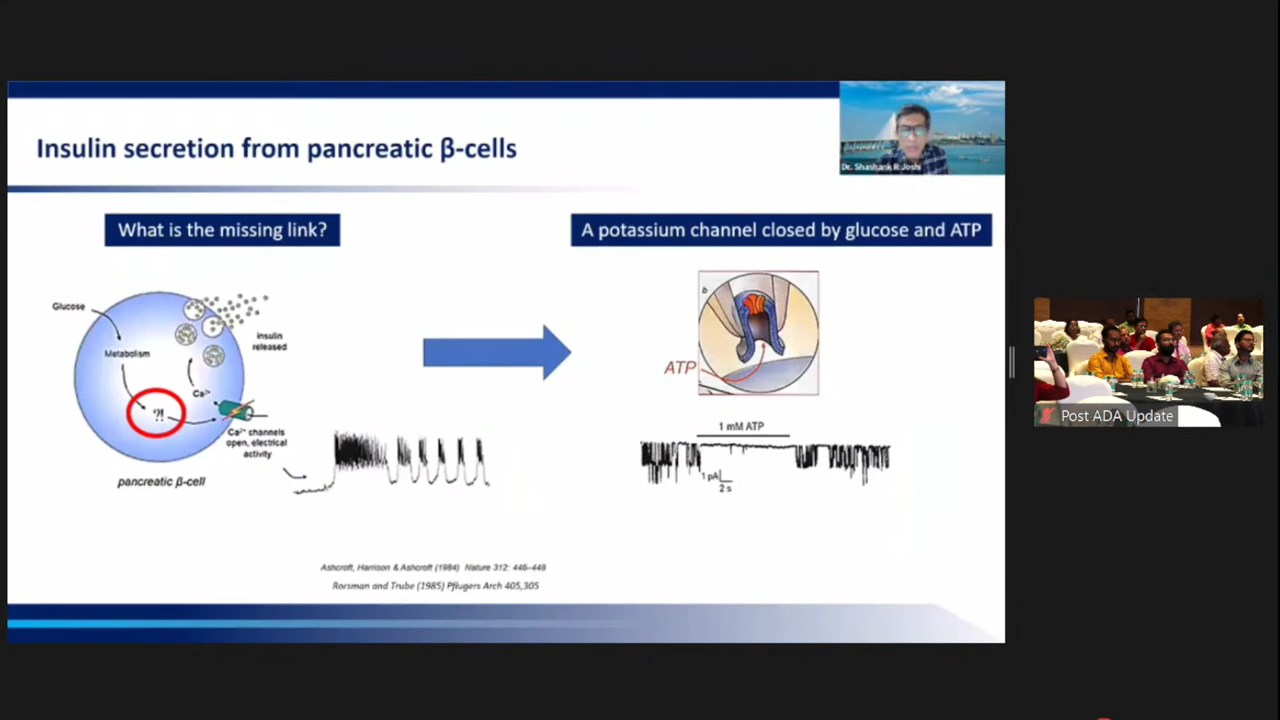 Insulin secretion from pancreatic β-cells
Dr. Shashank R Joshi
What is the missing link?
A potassium channel closed by glucose and ATP
Glucose
Metabolism
?!
Ca²⁺
insulin
released
Ca²⁺ channels
open, electrical
activity
pancreatic β-cell
b
ATP
1 mM ATP
1 pA
2 s
Ashcroft, Harrison & Ashcroft (1984) Nature 312: 446–448
Rorsman and Trube (1985) Pflugers Arch 405,305
Post ADA Update